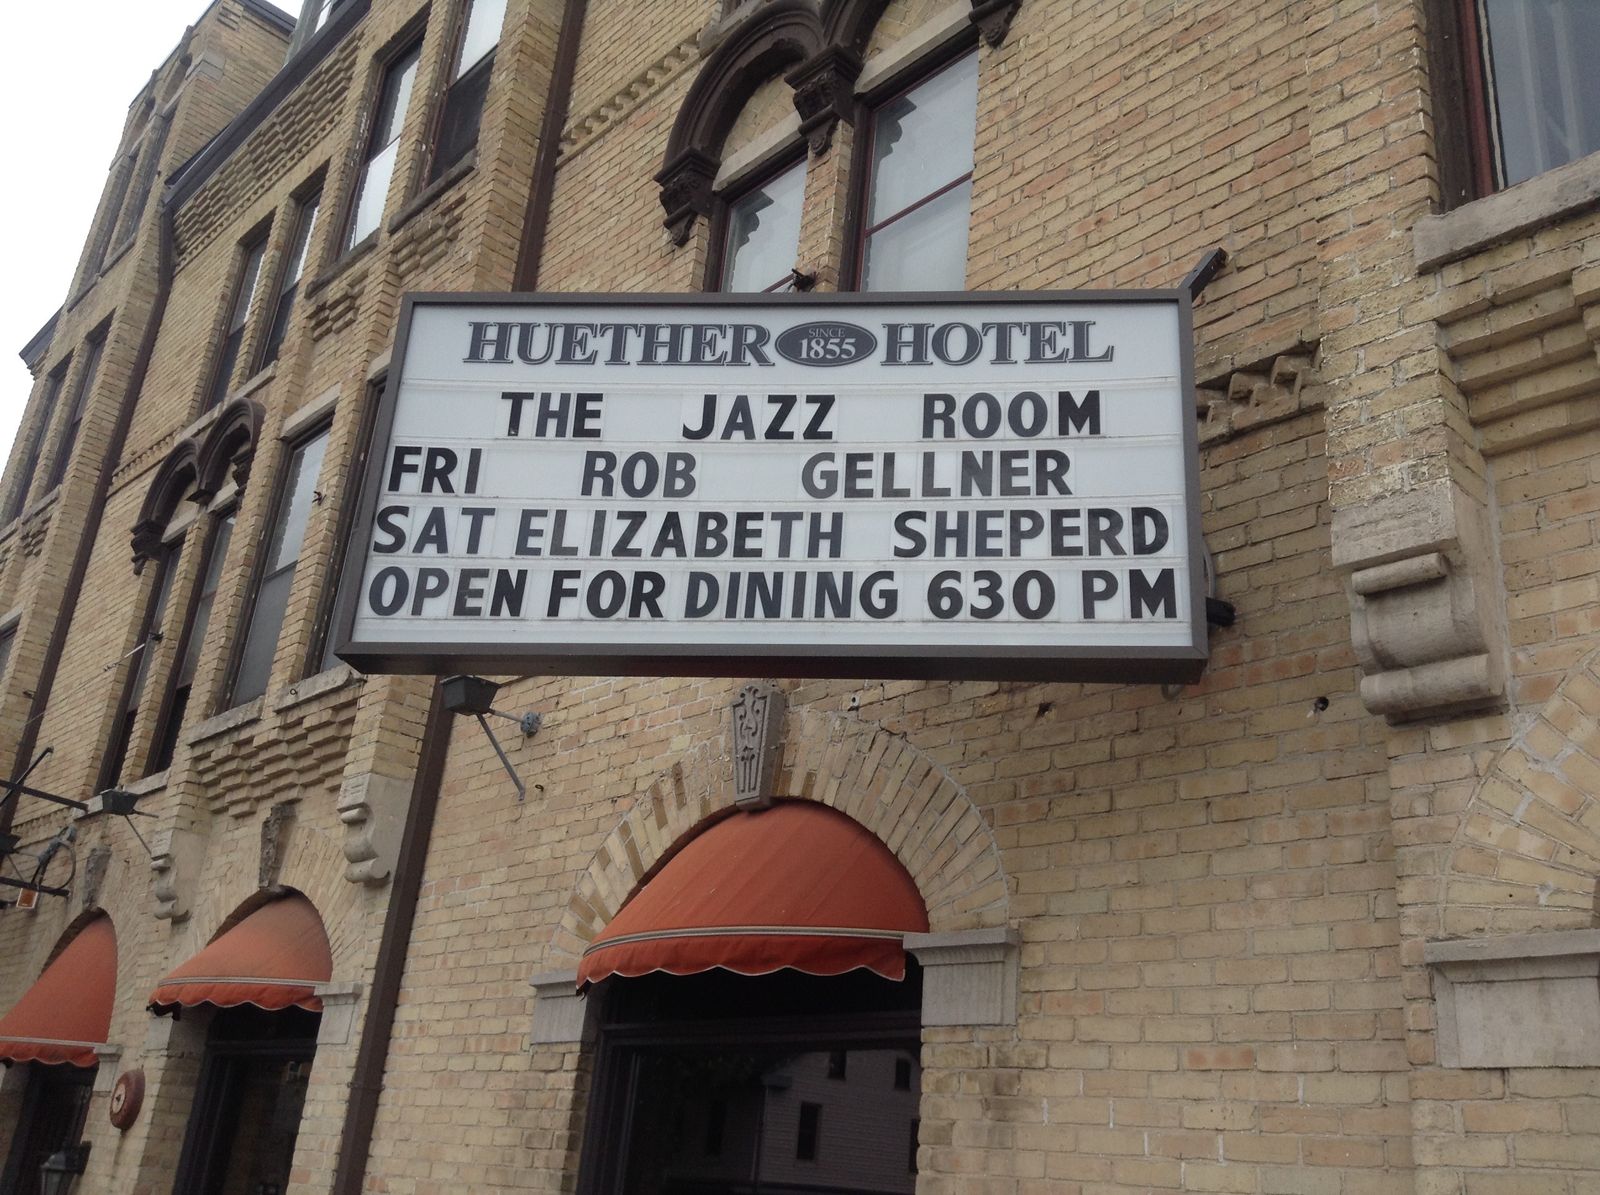 HUETHER SINCE 1855 HOTEL
THE JAZZ ROOM
FRI ROB GELLNER
SAT ELIZABETH SHEPERD
OPEN FOR DINING 630 PM